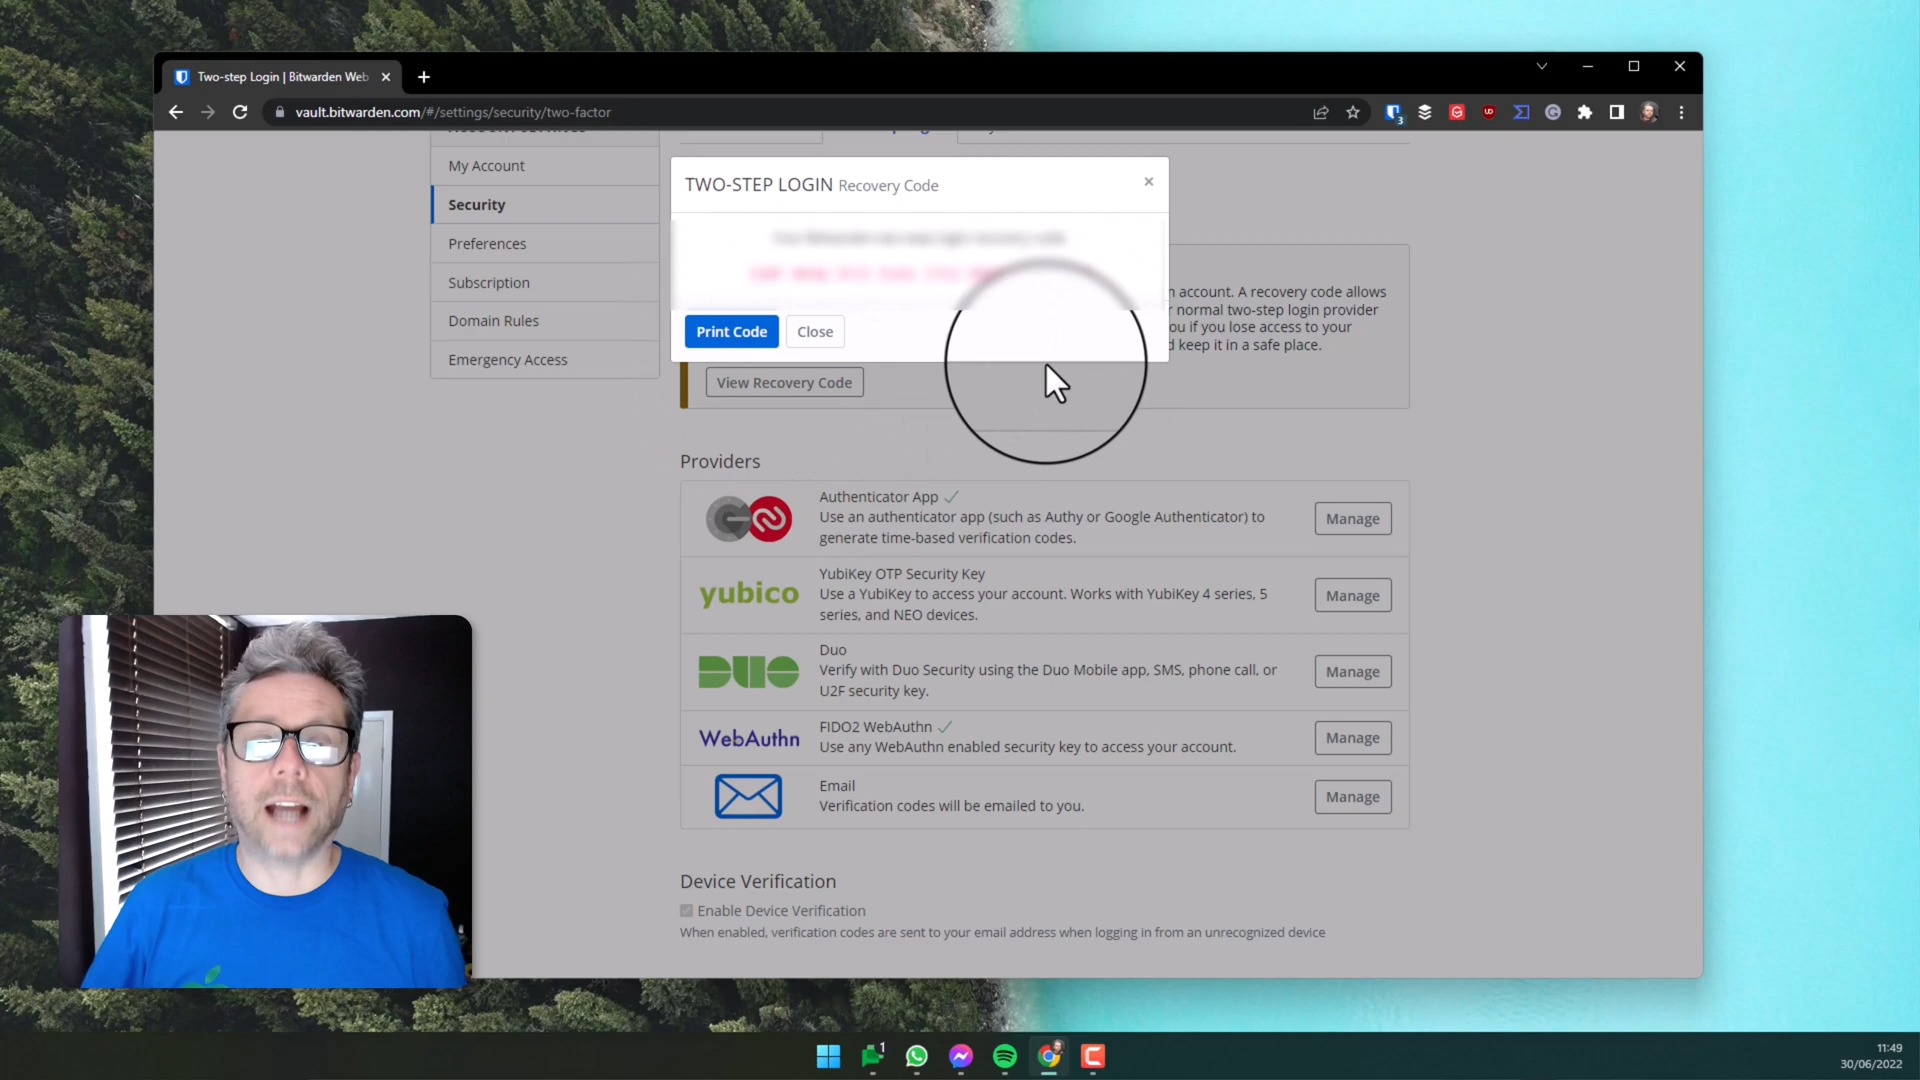 Two-step Login | Bitwarden Web
vault.bitwarden.com/#/settings/security/two-factor
3
My Account
Security
Preferences
Subscription
Domain Rules
Emergency Access
TWO-STEP LOGIN Recovery Code
×
Print Code
Close
account. A recovery code allows
normal two-step login provider
you if you lose access to your
keep it in a safe place.
View Recovery Code
Providers
Authenticator App
Use an authenticator app (such as Authy or Google Authenticator) to
generate time-based verification codes.
Manage
yubico
YubiKey OTP Security Key
Use a YubiKey to access your account. Works with YubiKey 4 series, 5
series, and NEO devices.
Manage
DUO
Duo
Verify with Duo Security using the Duo Mobile app, SMS, phone call, or
U2F security key.
Manage
WebAuthn
FIDO2 WebAuthn
Use any WebAuthn enabled security key to access your account.
Manage
Email
Verification codes will be emailed to you.
Manage
Device Verification
Enable Device Verification
When enabled, verification codes are sent to your email address when logging in from an unrecognized device
1
11:49
30/06/2022